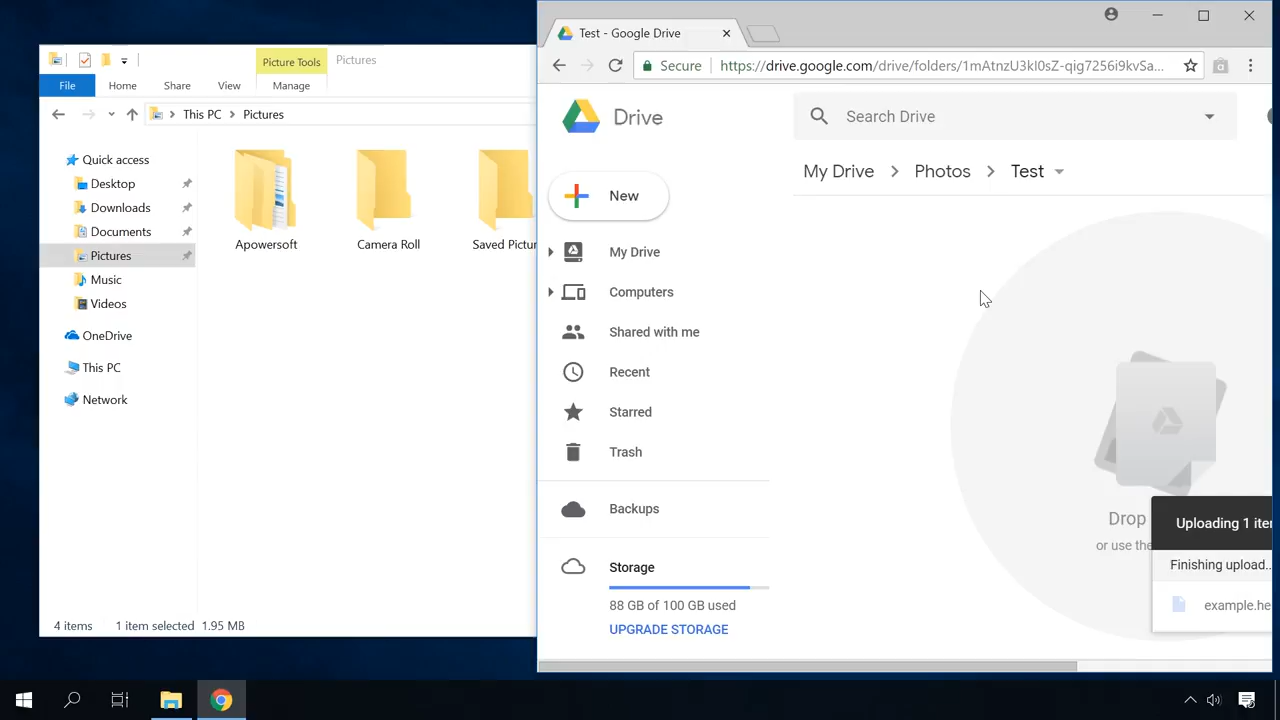 Picture Tools
Pictures
File
Home
Share
View
Manage
This PC
Pictures
Quick access
Desktop
Downloads
Documents
Pictures
Music
Videos
OneDrive
This PC
Network
Apowersoft
Camera Roll
Saved Pictur
4 items
1 item selected
1.95 MB
Test - Google Drive
Secure
https://drive.google.com/drive/folders/1mAtnzU3kI0sZ-qig7256i9kvSa...
Drive
Search Drive
New
My Drive
Photos
Test
My Drive
Computers
Shared with me
Recent
Starred
Trash
Backups
Storage
88 GB of 100 GB used
UPGRADE STORAGE
Drop
or use the
Uploading 1 ite
Finishing upload..
example.he